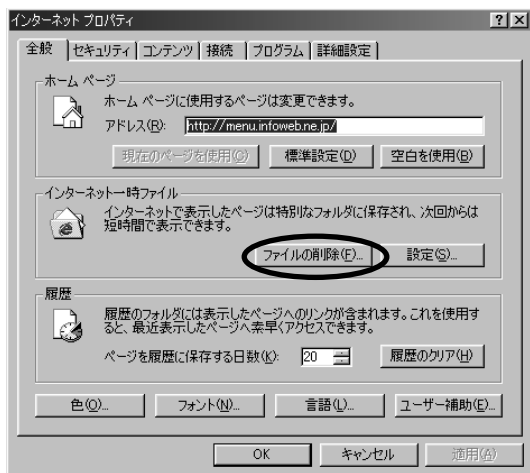 インターネット プロパティ
全般 セキュリティ コンテンツ 接続 プログラム 詳細設定
ホーム ページ
ホーム ページに使用するページは変更できます。
アドレス(R): http://menu.infoweb.ne.jp/
現在のページを使用(C) 標準設定(D) 空白を使用(B)
インターネット一時ファイル
インターネットで表示したページは特別なフォルダに保存され、次回からは
短時間で表示できます。
ファイルの削除(F)... 設定(S)...
履歴
履歴のフォルダには表示したページへのリンクが含まれます。これを使用す
ると、最近表示したページへ素早くアクセスできます。
ページを履歴に保存する日数(K): 20 履歴のクリア(H)
色(O)... フォント(N)... 言語(L)... ユーザー補助(E)...
OK キャンセル 適用(A)